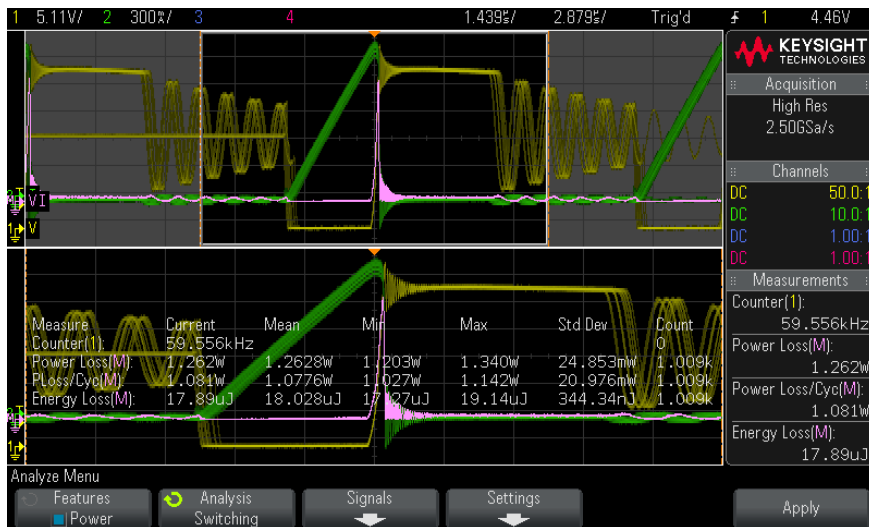 1 5.11V/ 2 300%/ 3 4 1.439%/ 2.879%/ Trig'd 1 4.46V
KEYSIGHT
TECHNOLOGIES
Acquisition
High Res
2.50GSa/s
Channels
DC 50.0:1
DC 10.0:1
DC 1.00:1
DC 1.00:1
Measurements
Counter(1):
59.556kHz
Power Loss(M):
1.262W
Power Loss/Cyc(M):
1.081W
Energy Loss(M):
17.89uJ
VI
V
Measure Current Mean Min Max Std Dev Count
Counter(1): 59.556kHz 0
Power Loss(M): 1.262W 1.2628W 1.203W 1.340W 24.853mW 1.009k
PLoss/Cyc(M): 1.081W 1.0776W 1.027W 1.142W 20.976mW 1.009k
Energy Loss(M): 17.89uJ 18.028uJ 19.14uJ 344.34nJ 1.009k
Analyze Menu
Features
Power
Analysis
Switching
Signals
Settings
Apply